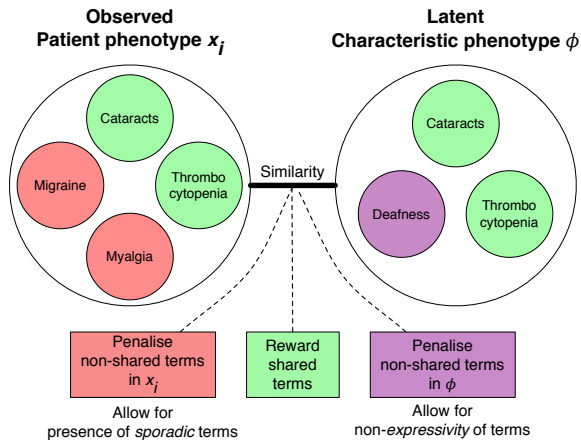 Observed
Patient phenotype x_i
Latent
Characteristic phenotype ϕ
Cataracts
Migraine
Thrombo
cytopenia
Myalgia
Similarity
Cataracts
Deafness
Thrombo
cytopenia
Penalise
non-shared terms
in x_i
Reward
shared
terms
Penalise
non-shared terms
in ϕ
Allow for
presence of sporadic terms
Allow for
non-expressivity of terms